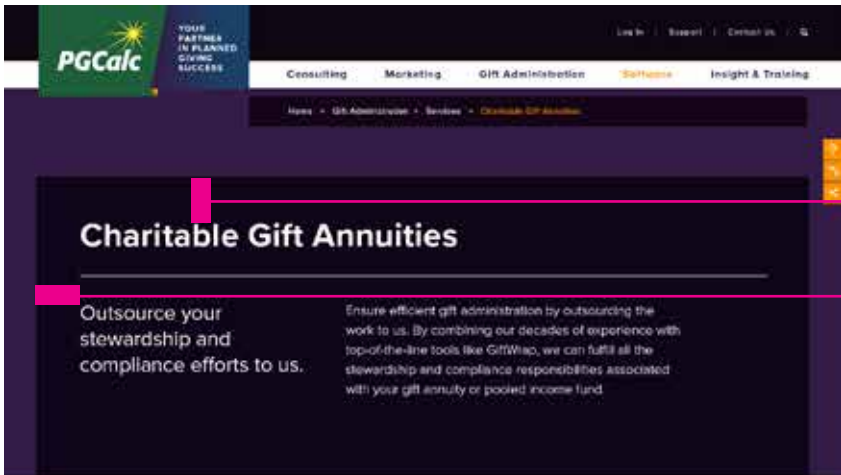 YOUR
PARTNER
IN PLANNED
GIVING
SUCCESS
PGCalc
Log In | Support | Contact Us |
Consulting Marketing Gift Administration Software Insight & Training
Home • Gift Administration • Services • Charitable Gift Annuities
Charitable Gift Annuities
Outsource your
stewardship and
compliance efforts to us.
Ensure efficient gift administration by outsourcing the
work to us. By combining our decades of experience with
top-of-the-line tools like GiftWrap, we can fulfill all the
stewardship and compliance responsibilities associated
with your gift annuity or pooled income fund.